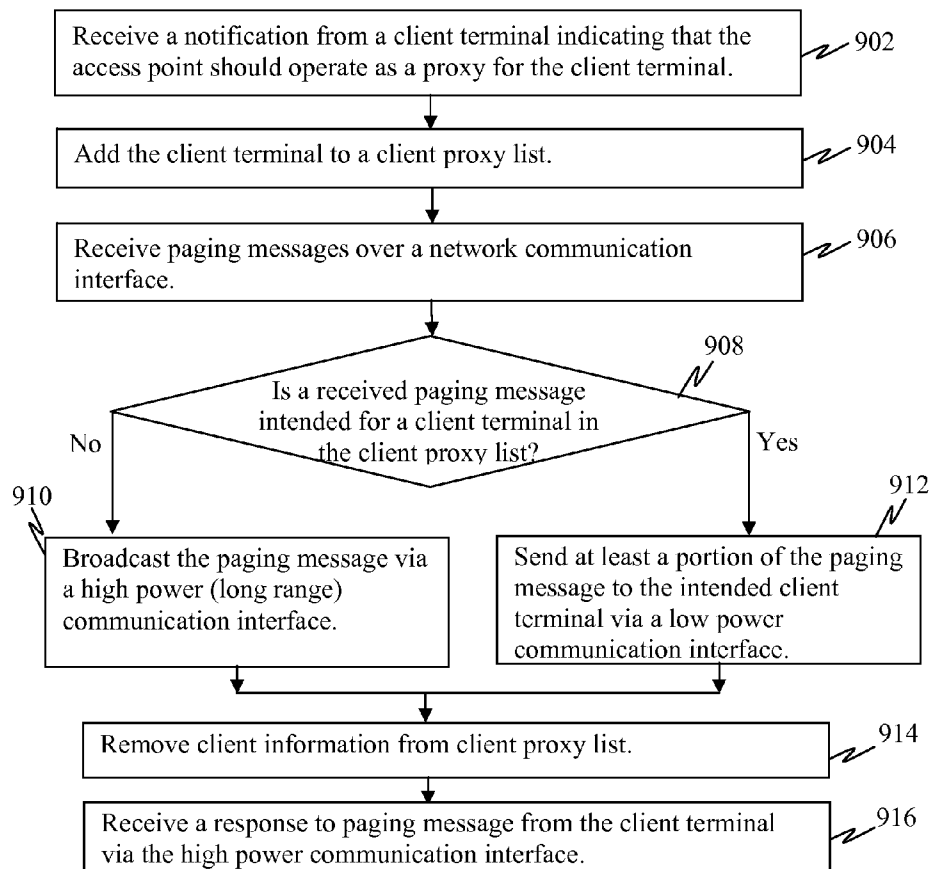 Receive a notification from a client terminal indicating that the
access point should operate as a proxy for the client terminal.
902
Add the client terminal to a client proxy list.
904
Receive paging messages over a network communication
interface.
906
908
Is a received paging message
intended for a client terminal in
the client proxy list?
No
Yes
910
912
Broadcast the paging message via
a high power (long range)
communication interface.
Send at least a portion of the paging
message to the intended client
terminal via a low power
communication interface.
Remove client information from client proxy list.
914
Receive a response to paging message from the client terminal
via the high power communication interface.
916